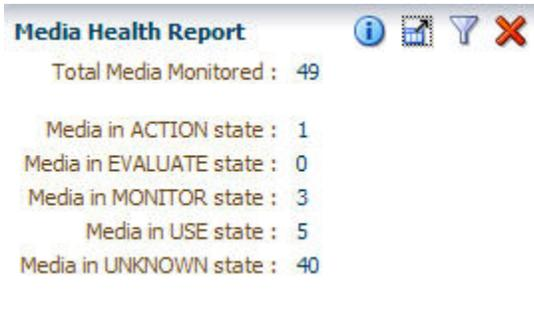 Media Health Report
Total Media Monitored : 49
Media in ACTION state : 1
Media in EVALUATE state : 0
Media in MONITOR state : 3
Media in USE state : 5
Media in UNKNOWN state : 40